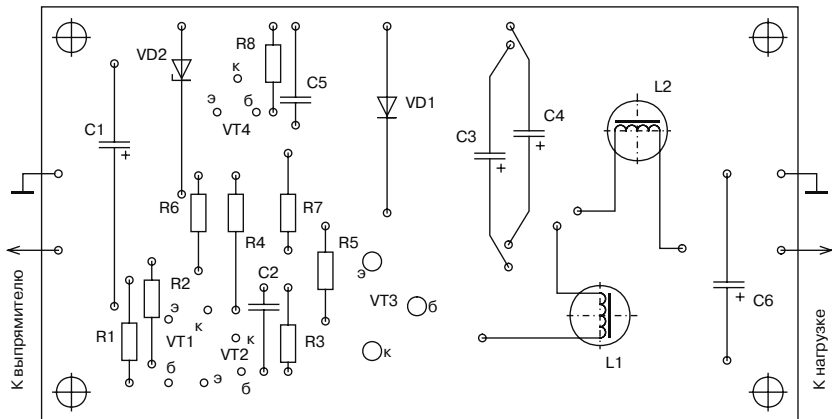 R8
VD2
к
C5
VD1
э
б
VT4
C1
+
L2
C3
+
C4
+
R6
R4
R7
R5
э
VT3
б
к
R2
C2
э
к
VT1
R1
к
VT2
R3
б
э
б
L1
+
C6
К выпрямителю
К нагрузке